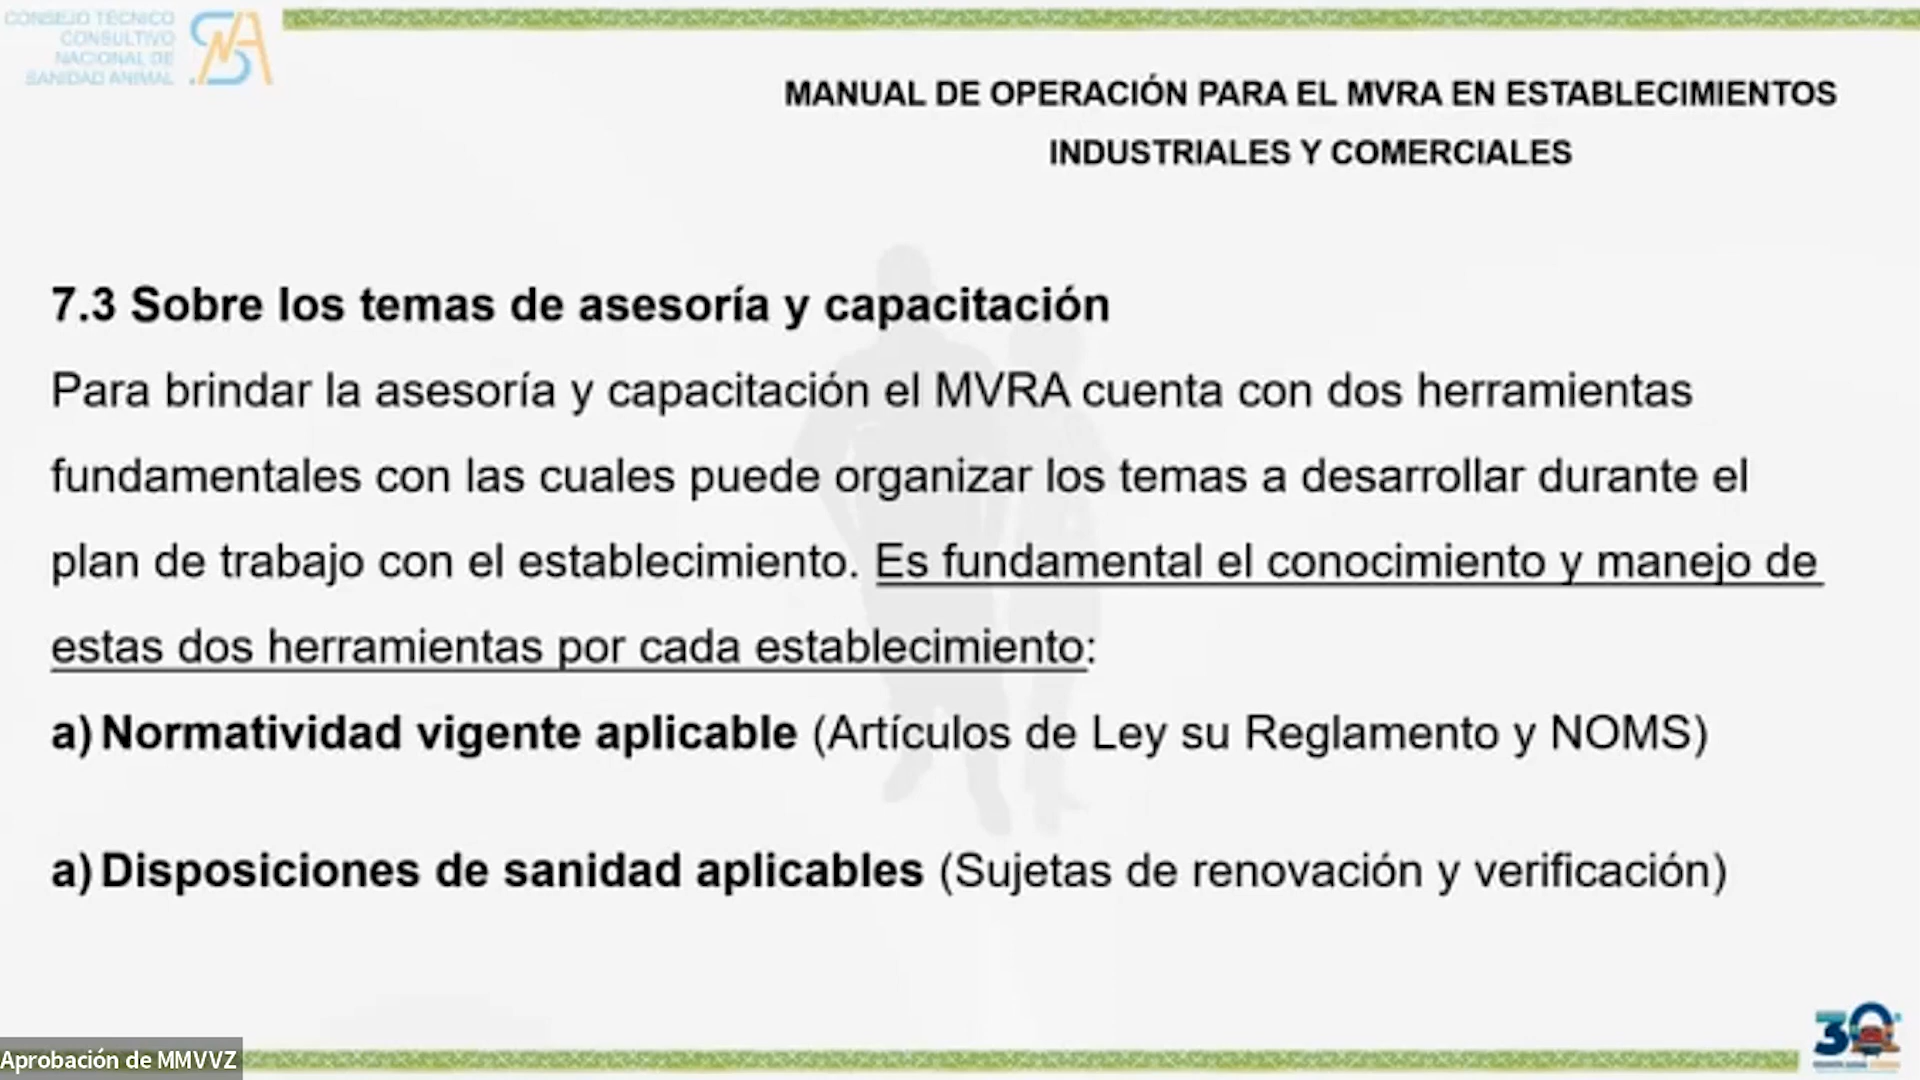 CONSEJO TÉCNICO
CONSULTIVO
NACIONAL DE
SANIDAD ANIMAL
MANUAL DE OPERACIÓN PARA EL MVRA EN ESTABLECIMIENTOS
INDUSTRIALES Y COMERCIALES
7.3 Sobre los temas de asesoría y capacitación
Para brindar la asesoría y capacitación el MVRA cuenta con dos herramientas
fundamentales con las cuales puede organizar los temas a desarrollar durante el
plan de trabajo con el establecimiento. Es fundamental el conocimiento y manejo de
estas dos herramientas por cada establecimiento:
a) Normatividad vigente aplicable (Artículos de Ley su Reglamento y NOMS)
a) Disposiciones de sanidad aplicables (Sujetas de renovación y verificación)
30
Aprobación de MMVVZ